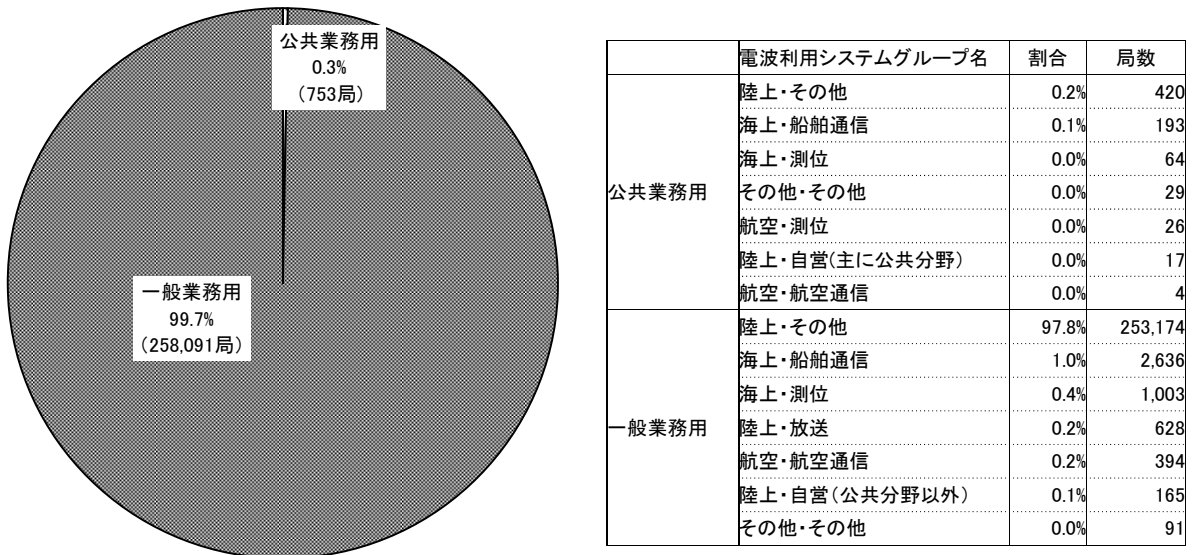 公共業務用
0.3%
(753局)
一般業務用
99.7%
(258,091局)
電波利用システムグループ名 割合 局数
公共業務用
陸上・その他 0.2% 420
海上・船舶通信 0.1% 193
海上・測位 0.0% 64
その他・その他 0.0% 29
航空・測位 0.0% 26
陸上・自営(主に公共分野) 0.0% 17
航空・航空通信 0.0% 4
一般業務用
陸上・その他 97.8% 253,174
海上・船舶通信 1.0% 2,636
海上・測位 0.4% 1,003
陸上・放送 0.2% 628
航空・航空通信 0.2% 394
陸上・自営(公共分野以外) 0.1% 165
その他・その他 0.0% 91